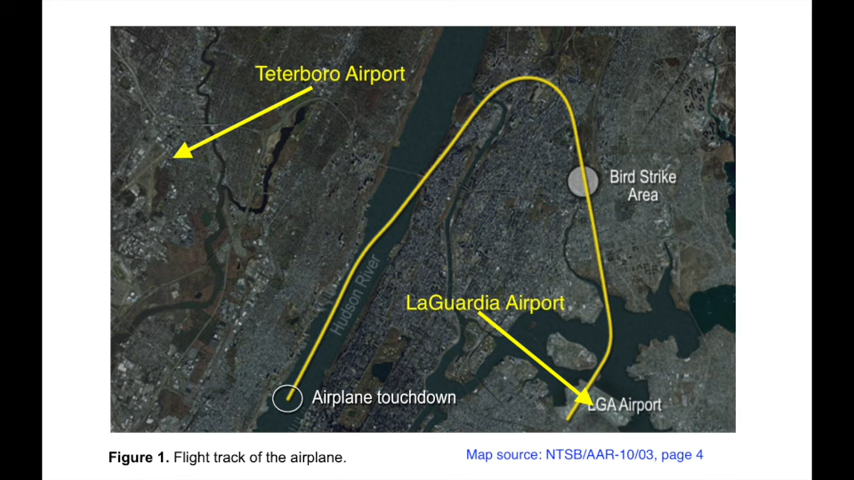 Teterboro Airport
Bird Strike
Area
Hudson River
LaGuardia Airport
Airplane touchdown
LGA Airport
Figure 1. Flight track of the airplane.
Map source: NTSB/AAR-10/03, page 4